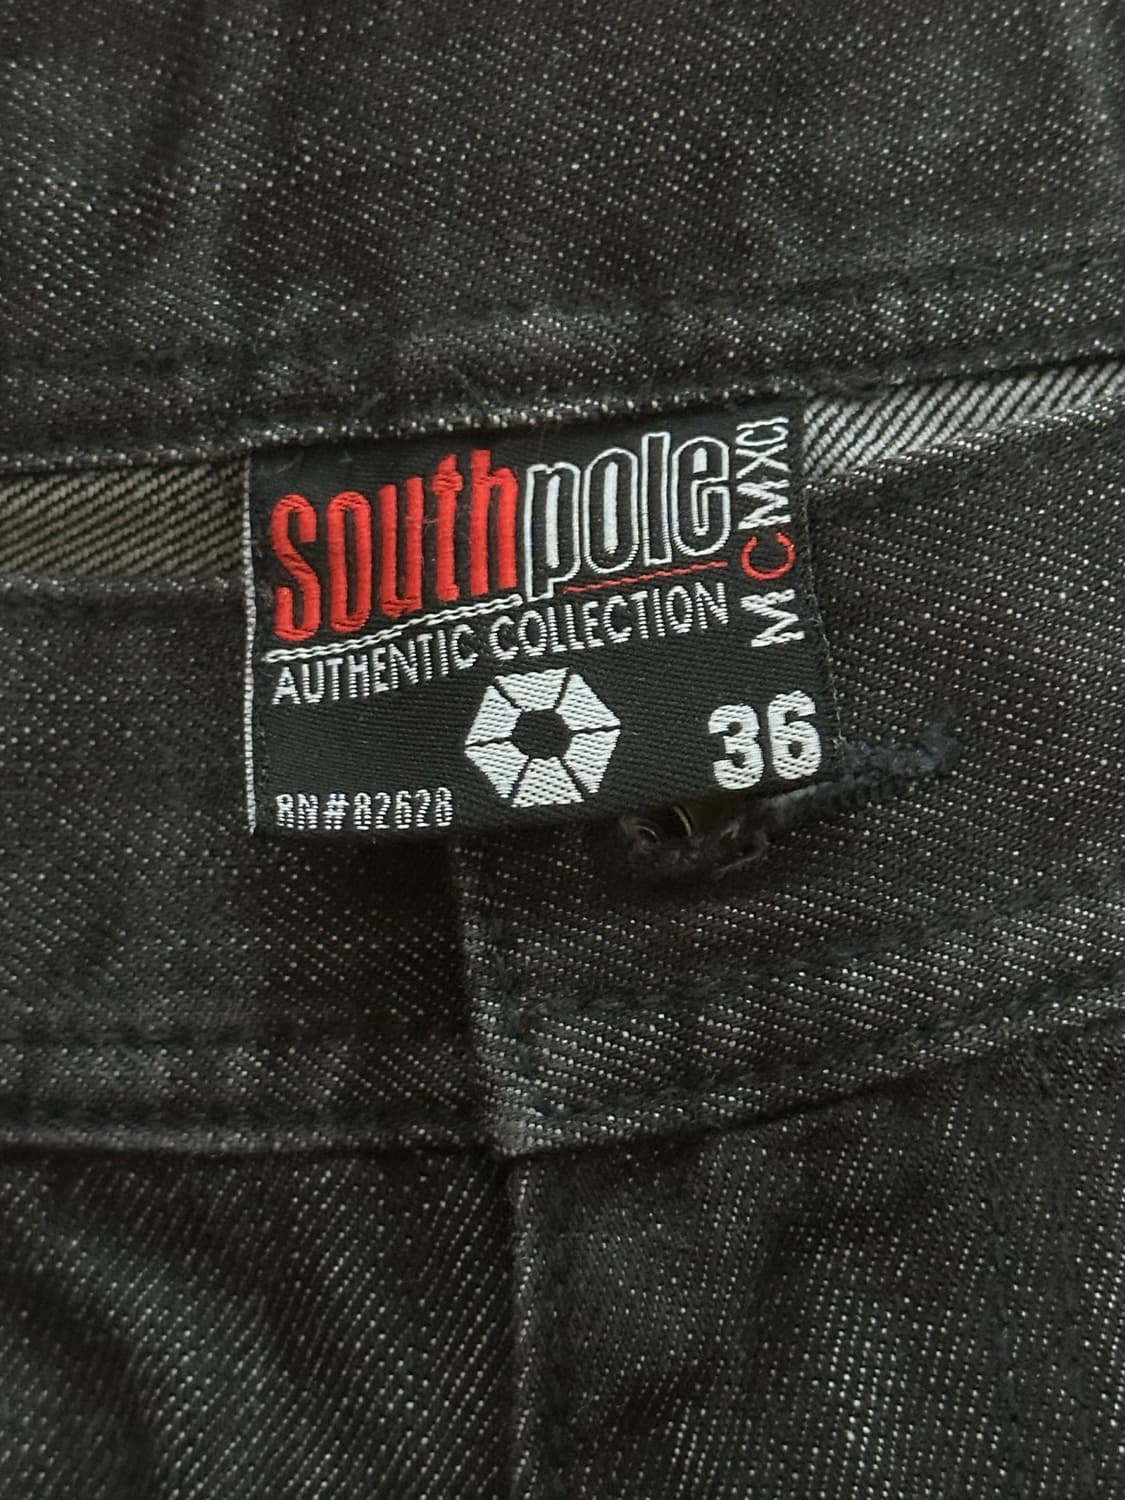 southpole
MCMXCI
AUTHENTIC COLLECTION
36
RN#82628